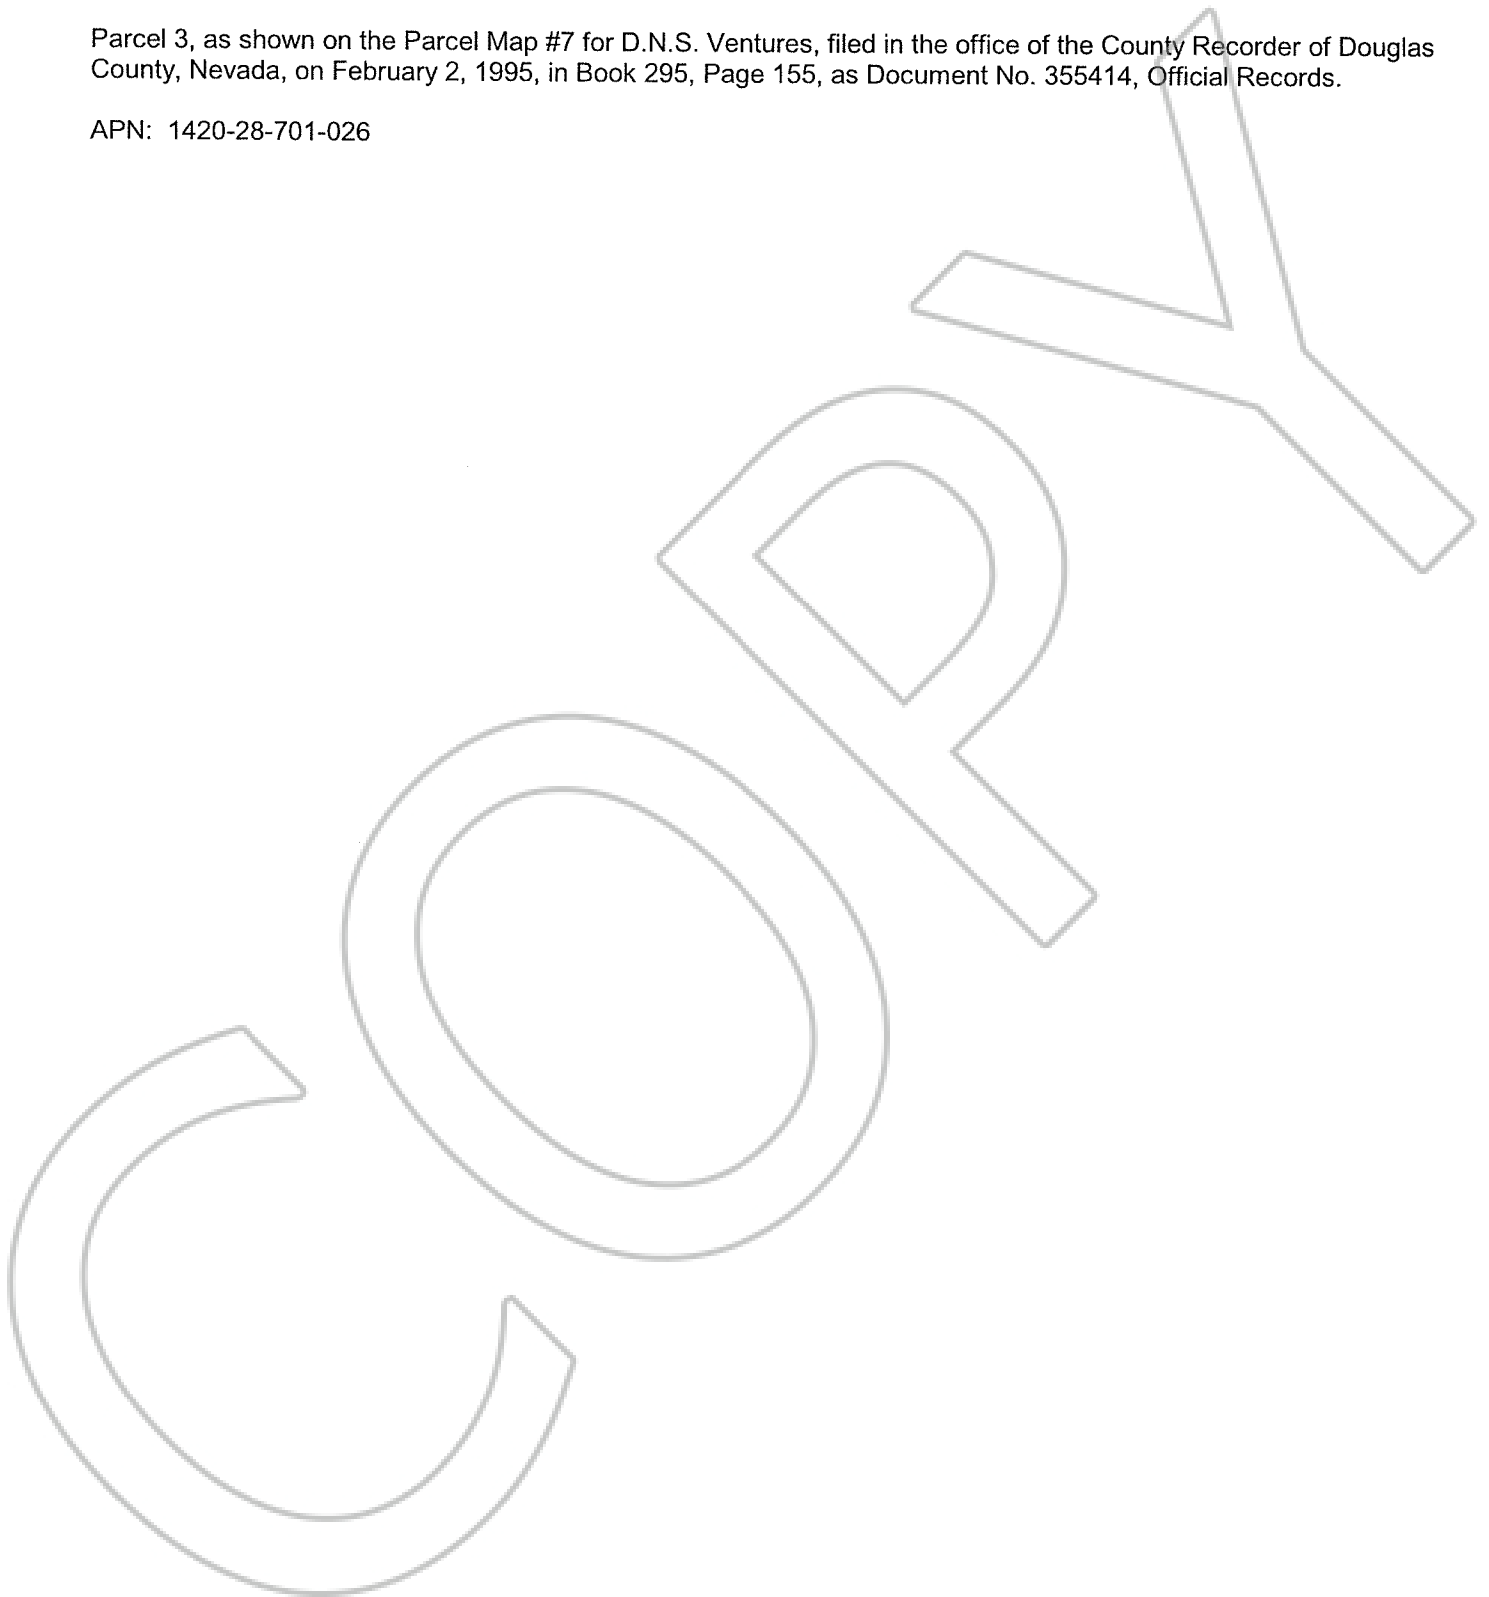 Parcel 3, as shown on the Parcel Map #7 for D.N.S. Ventures, filed in the office of the County Recorder of Douglas
County, Nevada, on February 2, 1995, in Book 295, Page 155, as Document No. 355414, Official Records.
APN: 1420-28-701-026
COPY